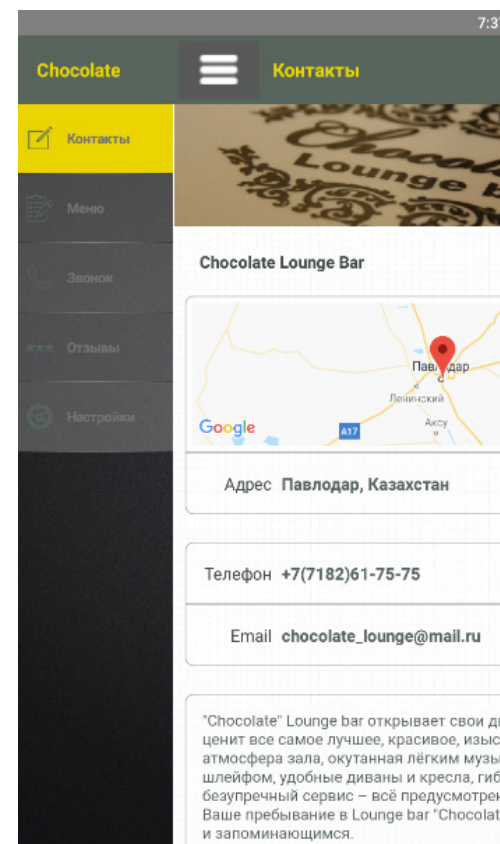 7:3
Chocolate
Контакты
Контакты
Меню
Звонок
Отзывы
Настройки
Lounge
Chocolate Lounge Bar
Павлодар
Ленинский
Аксу
A17
Google
Адрес Павлодар, Казахстан
Телефон +7(7182)61-75-75
Email chocolate_lounge@mail.ru
"Chocolate" Lounge bar открывает свои д
ценит все самое лучшее, красивое, изыс
атмосфера зала, окутанная лёгким музы
шлейфом, удобные диваны и кресла, гиб
безупречный сервис – всё предусмотрен
Ваше пребывание в Lounge bar "Chocolat
и запоминающимся.